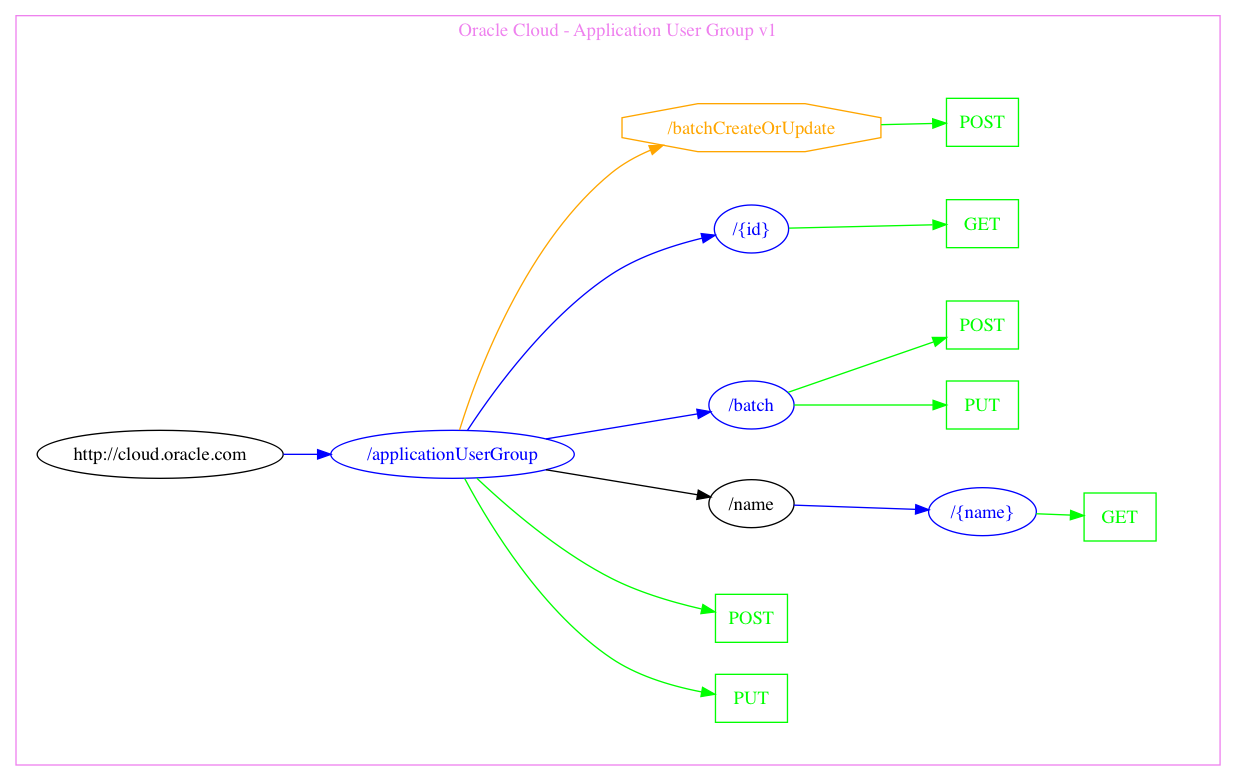 Oracle Cloud - Application User Group v1
/batchCreateOrUpdate
POST
/{id}
GET
POST
/batch
PUT
http://cloud.oracle.com
/applicationUserGroup
/name
/{name}
GET
POST
PUT